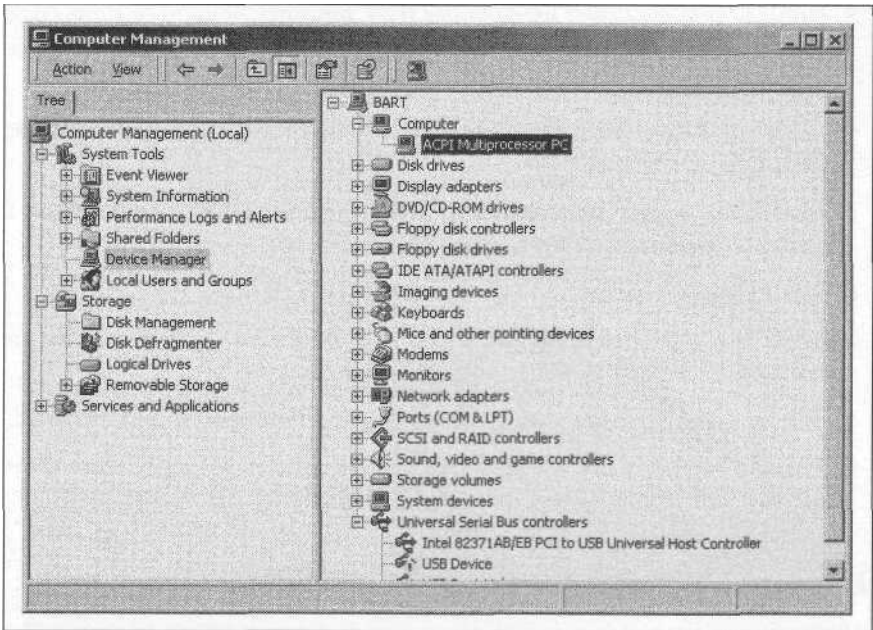 Computer Management
Action View
Tree
Computer Management (Local)
System Tools
Event Viewer
System Information
Performance Logs and Alerts
Shared Folders
Device Manager
Local Users and Groups
Storage
Disk Management
Disk Defragmenter
Logical Drives
Removable Storage
Services and Applications
BART
Computer
ACPI Multiprocessor PC
Disk drives
Display adapters
DVD/CD-ROM drives
Floppy disk controllers
Floppy disk drives
IDE ATA/ATAPI controllers
Imaging devices
Keyboards
Mice and other pointing devices
Modems
Monitors
Network adapters
Ports (COM & LPT)
SCSI and RAID controllers
Sound, video and game controllers
Storage volumes
System devices
Universal Serial Bus controllers
Intel 82371AB/EB PCI to USB Universal Host Controller
USB Device